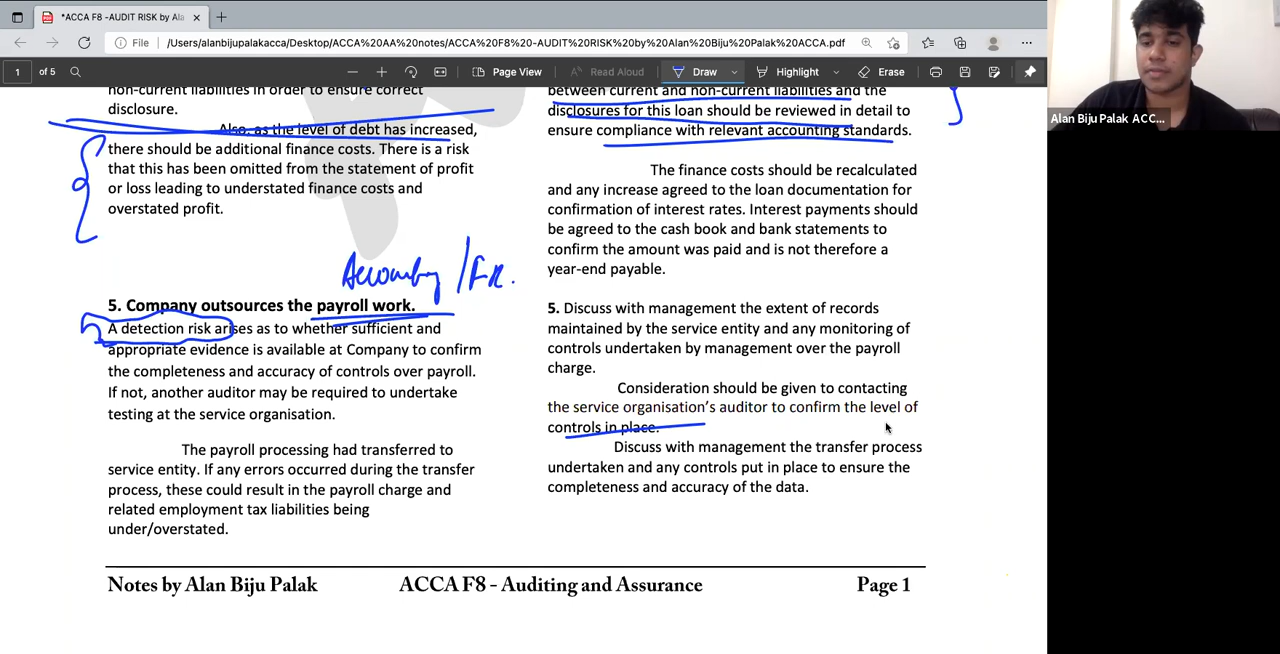 *ACCA F8 -AUDIT RISK by Ala
File
/Users/alanbijupalakacca/Desktop/ACCA%20AA%20notes/ACCA%20F8%20-AUDIT%20RISK%20by%20Alan%20Biju%20Palak%20ACCA.pdf
1 of 5
Page View
Read Aloud
Draw
Highlight
Erase
non-current liabilities in order to ensure correct
disclosure.
Also, as the level of debt has increased,
there should be additional finance costs. There is a risk
that this has been omitted from the statement of profit
or loss leading to understated finance costs and
overstated profit.
/F.R.
5. Company outsources the payroll work.
A detection risk arises as to whether sufficient and
appropriate evidence is available at Company to confirm
the completeness and accuracy of controls over payroll.
If not, another auditor may be required to undertake
testing at the service organisation.
The payroll processing had transferred to
service entity. If any errors occurred during the transfer
process, these could result in the payroll charge and
related employment tax liabilities being
under/overstated.
between current and non-current liabilities and the
disclosures for this loan should be reviewed in detail to
ensure compliance with relevant accounting standards.
The finance costs should be recalculated
and any increase agreed to the loan documentation for
confirmation of interest rates. Interest payments should
be agreed to the cash book and bank statements to
confirm the amount was paid and is not therefore a
year-end payable.
5. Discuss with management the extent of records
maintained by the service entity and any monitoring of
controls undertaken by management over the payroll
charge.
Consideration should be given to contacting
the service organisation's auditor to confirm the level of
controls in place.
Discuss with management the transfer process
undertaken and any controls put in place to ensure the
completeness and accuracy of the data.
Notes by Alan Biju Palak
ACCA F8 - Auditing and Assurance
Page 1
Alan Biju Palak ACC...